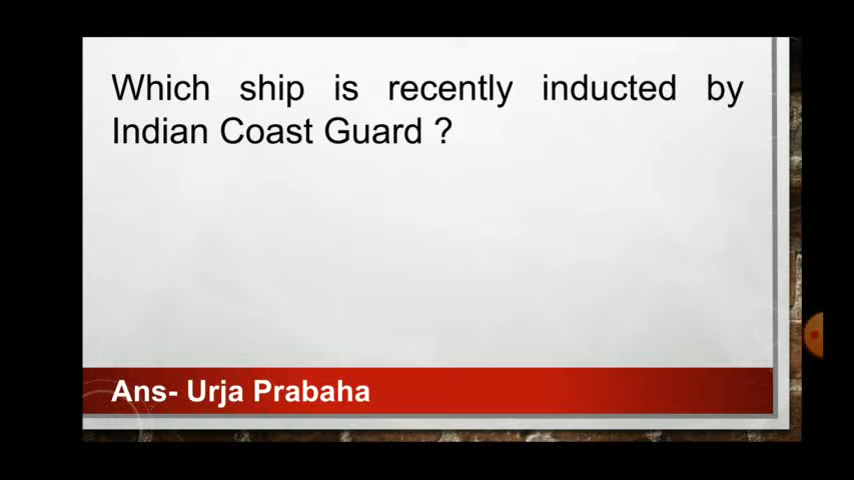 Which ship is recently inducted by
Indian Coast Guard ?
Ans- Urja Prabaha